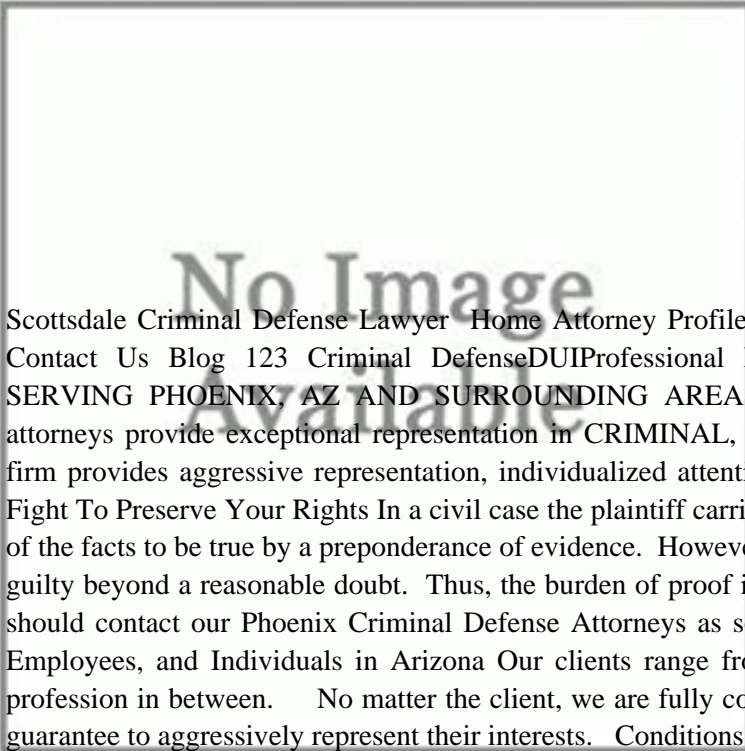 No Image
Available
Scottsdale Criminal Defense Lawyer Home Attorney Profile
Contact Us Blog 123 Criminal DefenseDUIProfessional
SERVING PHOENIX, AZ AND SURROUNDING AREA
attorneys provide exceptional representation in CRIMINAL,
firm provides aggressive representation, individualized attenti
Fight To Preserve Your Rights In a civil case the plaintiff carri
of the facts to be true by a preponderance of evidence. Howeve
guilty beyond a reasonable doubt. Thus, the burden of proof i
should contact our Phoenix Criminal Defense Attorneys as s
Employees, and Individuals in Arizona Our clients range fro
profession in between. No matter the client, we are fully co
guarantee to aggressively represent their interests. Conditions